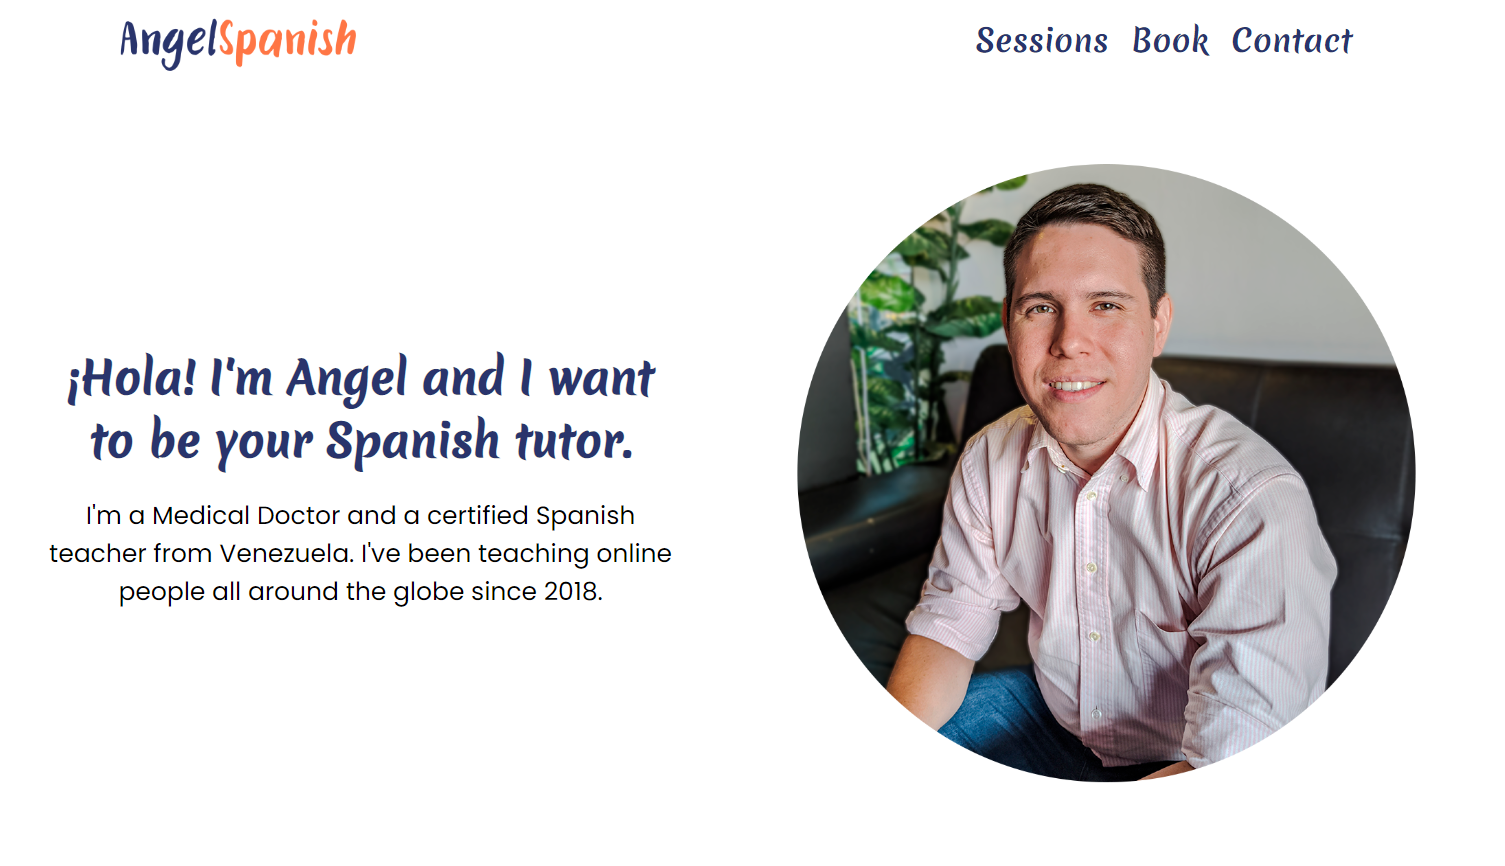 AngelSpanish
Sessions Book Contact
¡Hola! I'm Angel and I want
to be your Spanish tutor.
I'm a Medical Doctor and a certified Spanish
teacher from Venezuela. I've been teaching online
people all around the globe since 2018.